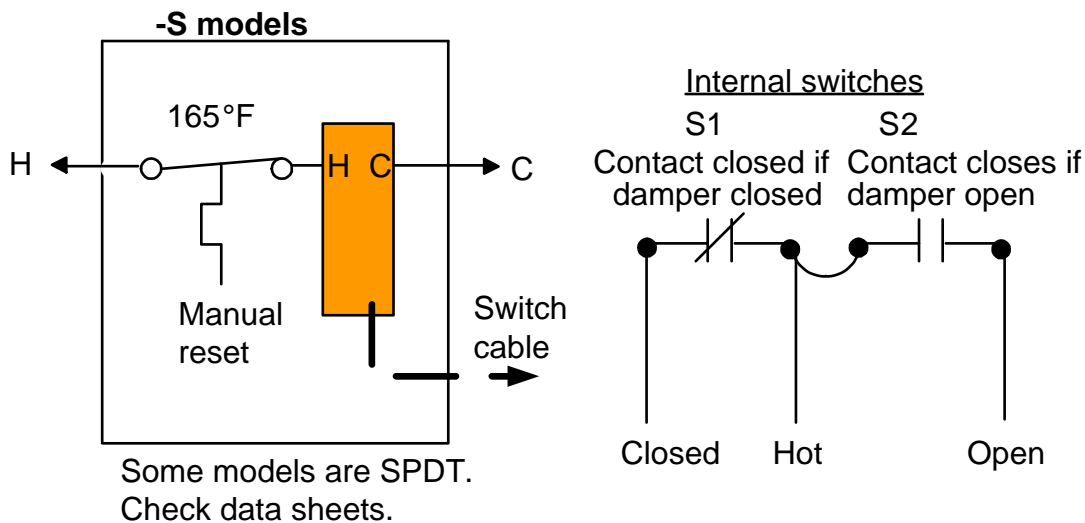 -S models
165°F
H
H C
C
Manual
reset
Switch
cable
Some models are SPDT.
Check data sheets.
Internal switches
S1
S2
Contact closed if
damper closed
Contact closes if
damper open
Closed
Hot
Open